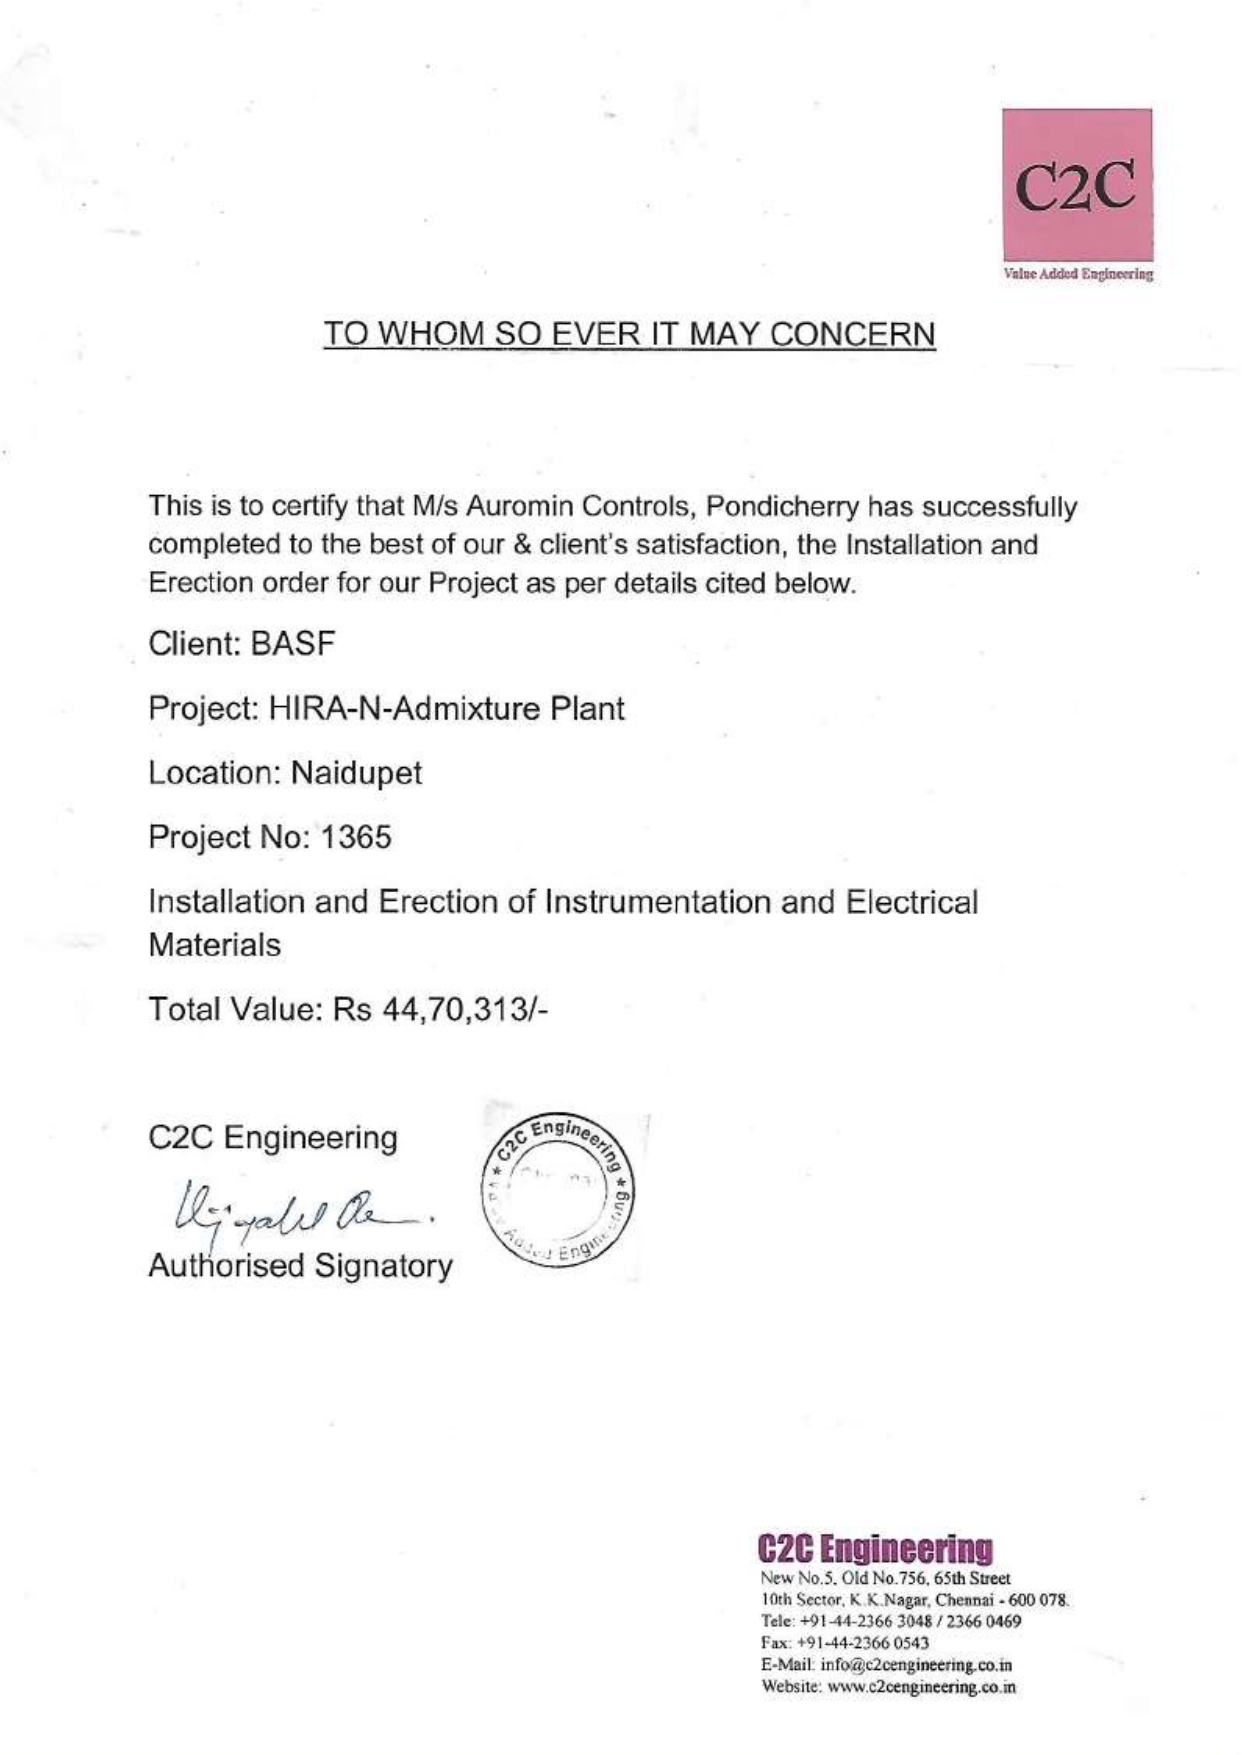 C2C
Value Added Engineering
TO WHOM SO EVER IT MAY CONCERN
This is to certify that M/s Auromin Controls, Pondicherry has successfully
completed to the best of our & client's satisfaction, the Installation and
Erection order for our Project as per details cited below.
Client: BASF
Project: HIRA-N-Admixture Plant
Location: Naidupet
Project No: 1365
Installation and Erection of Instrumentation and Electrical
Materials
Total Value: Rs 44,70,313/-
C2C Engineering
* C2C Engineering *
Added Engineering
Authorised Signatory
C2C Engineering
New No.5, Old No.756, 65th Street
10th Sector, K.K.Nagar, Chennai - 600 078.
Tele: +91-44-2366 3048 / 2366 0469
Fax: +91-44-2366 0543
E-Mail: info@c2cengineering.co.in
Website: www.c2cengineering.co.in